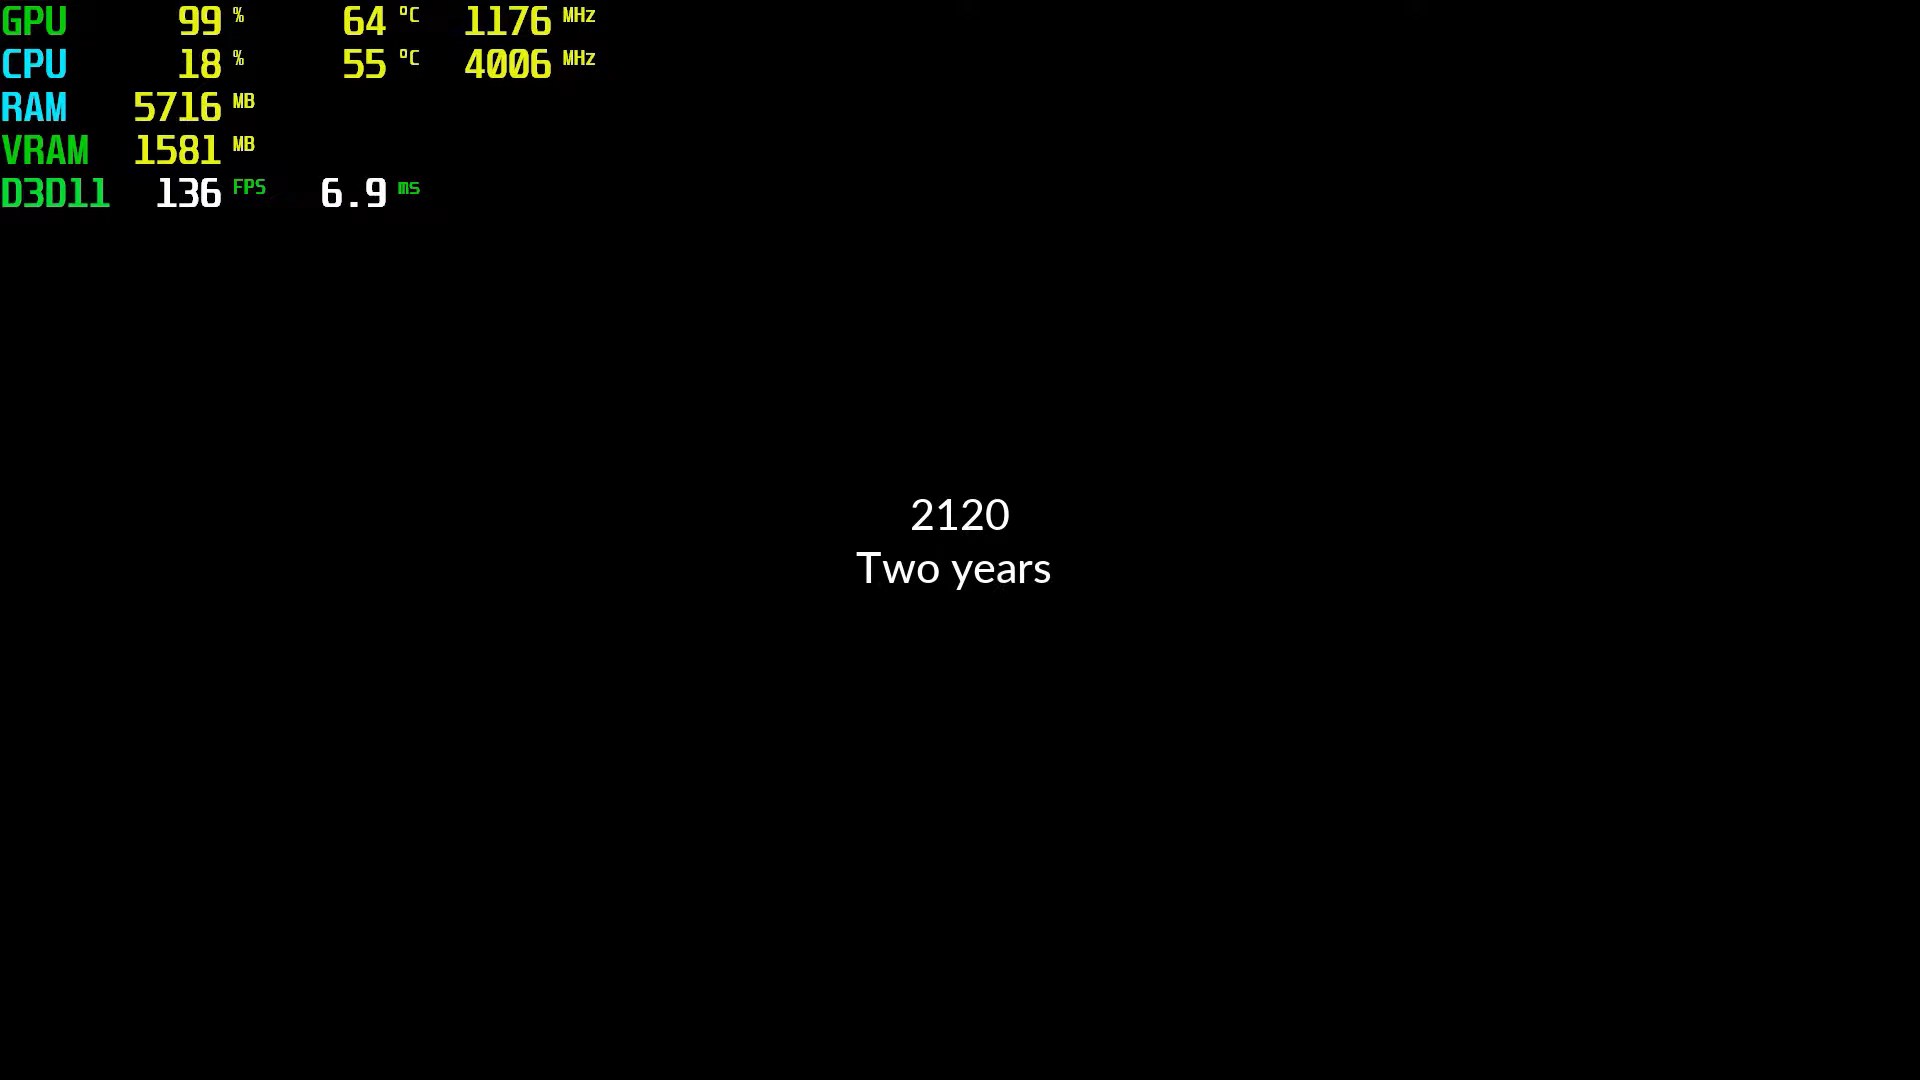 GPU 99 % 64 °C 1176 MHz
CPU 18 % 55 °C 4006 MHz
RAM 5716 MB
VRAM 1581 MB
D3D11 136 FPS 6.9 ms
2120
Two years